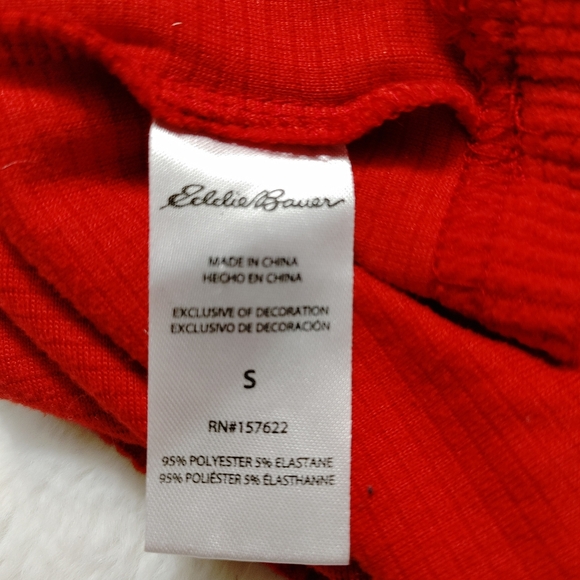 Eddie Bauer
MADE IN CHINA
HECHO EN CHINA
EXCLUSIVE OF DECORATION
EXCLUSIVO DE DECORACIÓN
S
RN#157622
95% POLYESTER 5% ELASTANE
95% POLIÉSTER 5% ÉLASTHANNE